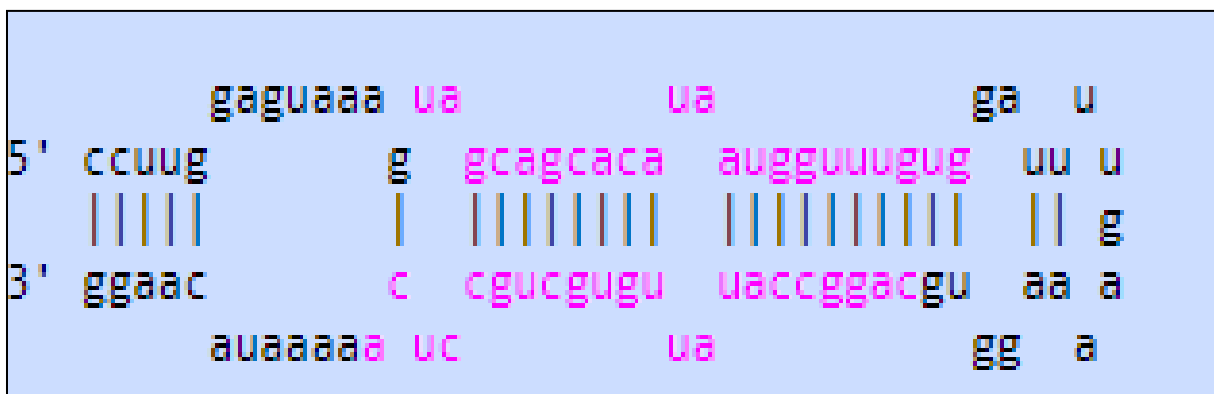 gaguaaa ua ua ga u
5' ccuug g gcagcaca augguuugug uu u
||||| | |||||||| |||||||||| || g
3' ggaac c cgucgugu uaccggacgu aa a
auaaaaa uc ua gg a